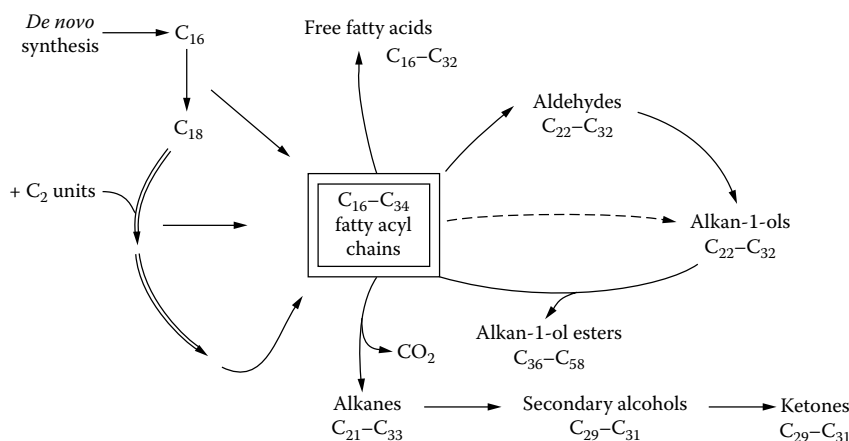 De novo
synthesis
C₁₆
C₁₈
+ C₂ units
Free fatty acids
C₁₆–C₃₂
Aldehydes
C₂₂–C₃₂
C₁₆–C₃₄
fatty acyl
chains
Alkan-1-ols
C₂₂–C₃₂
Alkan-1-ol esters
C₃₆–C₅₈
CO₂
Alkanes
C₂₁–C₃₃
Secondary alcohols
C₂₉–C₃₁
Ketones
C₂₉–C₃₁